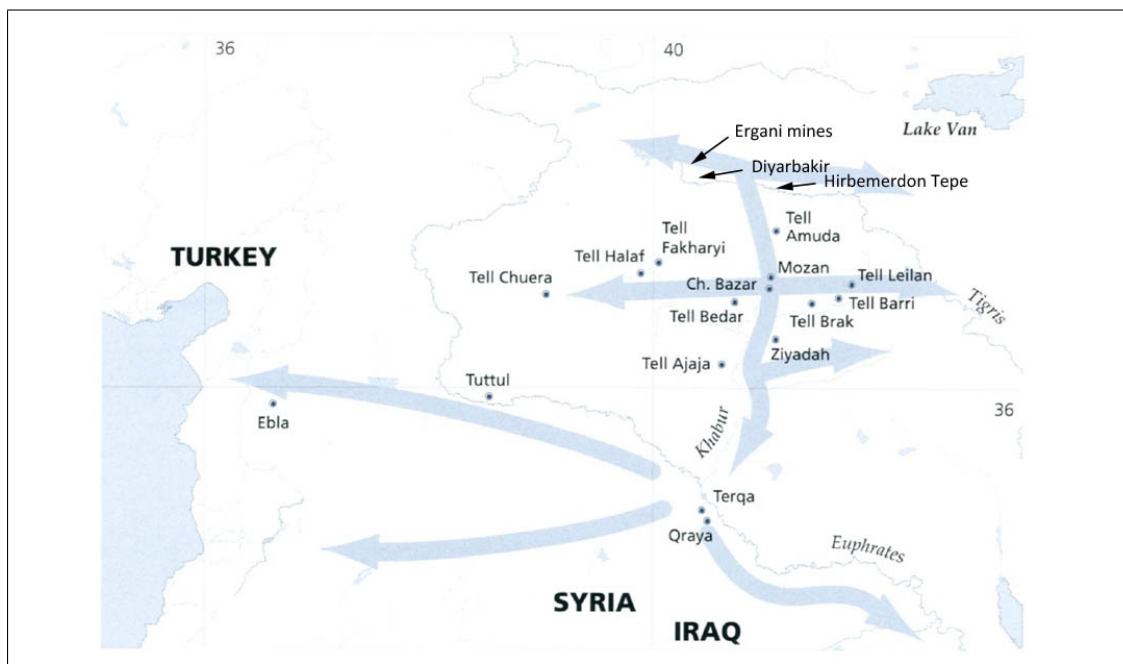 36
40
Ergani mines
Lake Van
Diyarbakir
Hirbemerdon Tepe
Tell
Amuda
Tell
Fakharyi
TURKEY
Tell Halaf
Tell Chuera
Mozan
Tell Leilan
Ch. Bazar
Tell Barri
Tell Bedar
Tell Brak
Tigris
Ziyadah
Tell Ajaja
Tuttul
36
Ebla
Khabur
Terqa
Qraya
Euphrates
SYRIA
IRAQ